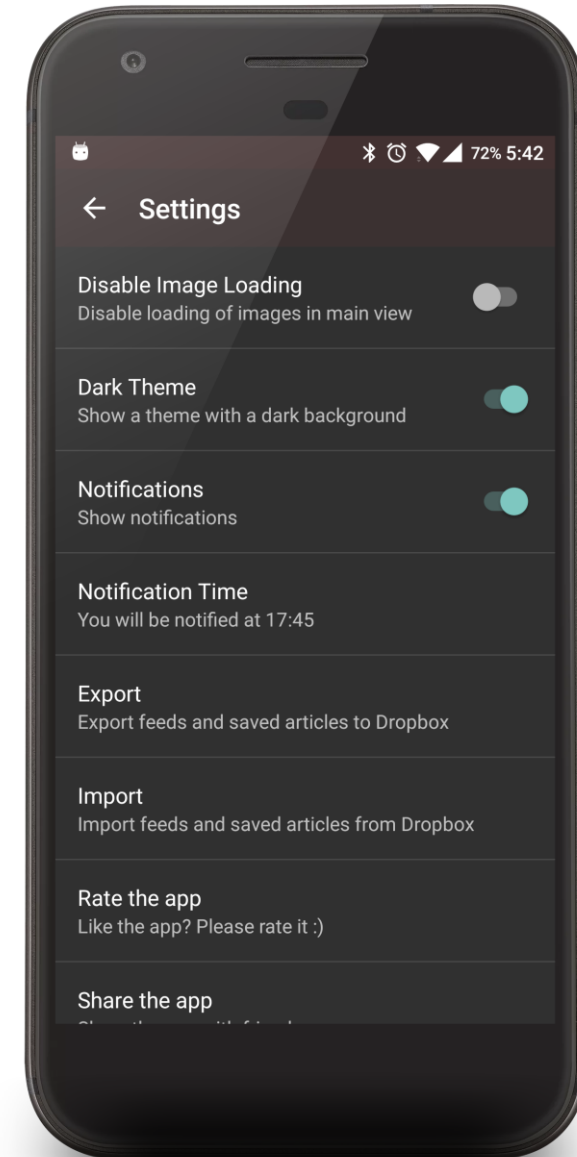 72% 5:42
Settings
Disable Image Loading
Disable loading of images in main view
Dark Theme
Show a theme with a dark background
Notifications
Show notifications
Notification Time
You will be notified at 17:45
Export
Export feeds and saved articles to Dropbox
Import
Import feeds and saved articles from Dropbox
Rate the app
Like the app? Please rate it :)
Share the app